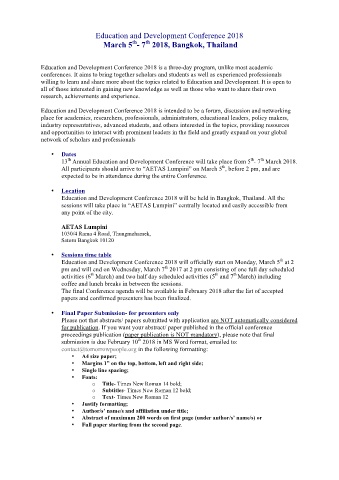 Education and Development Conference 2018
March 5th- 7th 2018, Bangkok, Thailand
Education and Development Conference 2018 is a three-day program, unlike most academic
conferences. It aims to bring together scholars and students as well as experienced professionals
willing to learn and share more about the topics related to Education and Development. It is open to
all of those interested in gaining new knowledge as well as those who want to share their own
research, achievements and experience.
Education and Development Conference 2018 is intended to be a forum, discussion and networking
place for academics, researchers, professionals, administrators, educational leaders, policy makers,
industry representatives, advanced students, and others interested in the topics, providing resources
and opportunities to interact with prominent leaders in the field and greatly expand on your global
network of scholars and professionals
• Dates
13th Annual Education and Development Conference will take place from 5th- 7th March 2018.
All participants should arrive to "AETAS Lumpini" on March 5th, before 2 pm, and are
expected to be in attendance during the entire Conference.
• Location
Education and Development Conference 2018 will be held in Bangkok, Thailand. All the
sessions will take place in "AETAS Lumpini" centrally located and easily accessible from
any point of the city.
AETAS Lumpini
1030/4 Rama 4 Road, Tungmahamek,
Satorn Bangkok 10120
• Sessions time table
Education and Development Conference 2018 will officially start on Monday, March 5th at 2
pm and will end on Wednesday, March 7th 2017 at 2 pm consisting of one full day scheduled
activities (6th March) and two half day scheduled activities (5th and 7th March) including
coffee and lunch breaks in between the sessions.
The final Conference agenda will be available in February 2018 after the list of accepted
papers and confirmed presenters has been finalized.
• Final Paper Submission- for presenters only
Please not that abstracts/ papers submitted with application are NOT automatically considered
for publication. If you want your abstract/ paper published in the official conference
proceedings publication (paper publication is NOT mandatory), please note that final
submission is due February 10th 2018 in MS Word format, emailed to:
contact@tomorrowpeople.org in the following formatting:
• A4 size paper;
• Margins 1" on the top, bottom, left and right side;
• Single line spacing;
• Fonts:
o Title- Times New Roman 14 bold;
o Subtitles- Times New Roman 12 bold;
o Text- Times New Roman 12
• Justify formatting;
• Author/s' name/s and affiliation under title;
• Abstract of maximum 200 words on first page (under author/s' name/s) or
• Full paper starting from the second page.